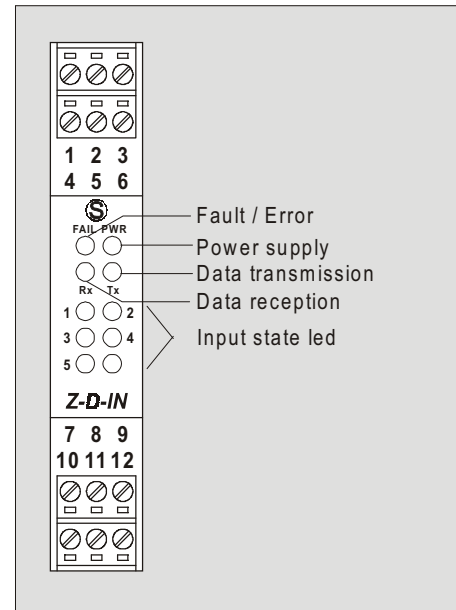 1 2 3
4 5 6
S
FAIL PWR
Fault / Error
Power supply
Data transmission
Rx Tx
Data reception
1 2
3 4
Input state led
5
Z-D-IN
7 8 9
10 11 12